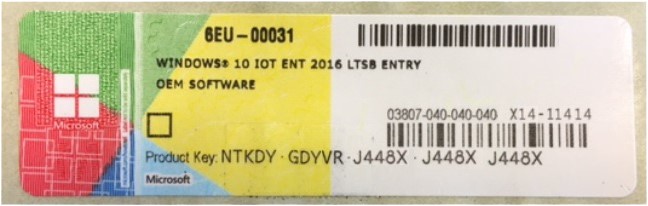 6EU-00031
WINDOWS® 10 IOT ENT 2016 LTSB ENTRY
OEM SOFTWARE
03807-040-040-040 X14-11414
Microsoft
Product Key: NTKDY · GDYVR · J448X · J448X J448X
Microsoft